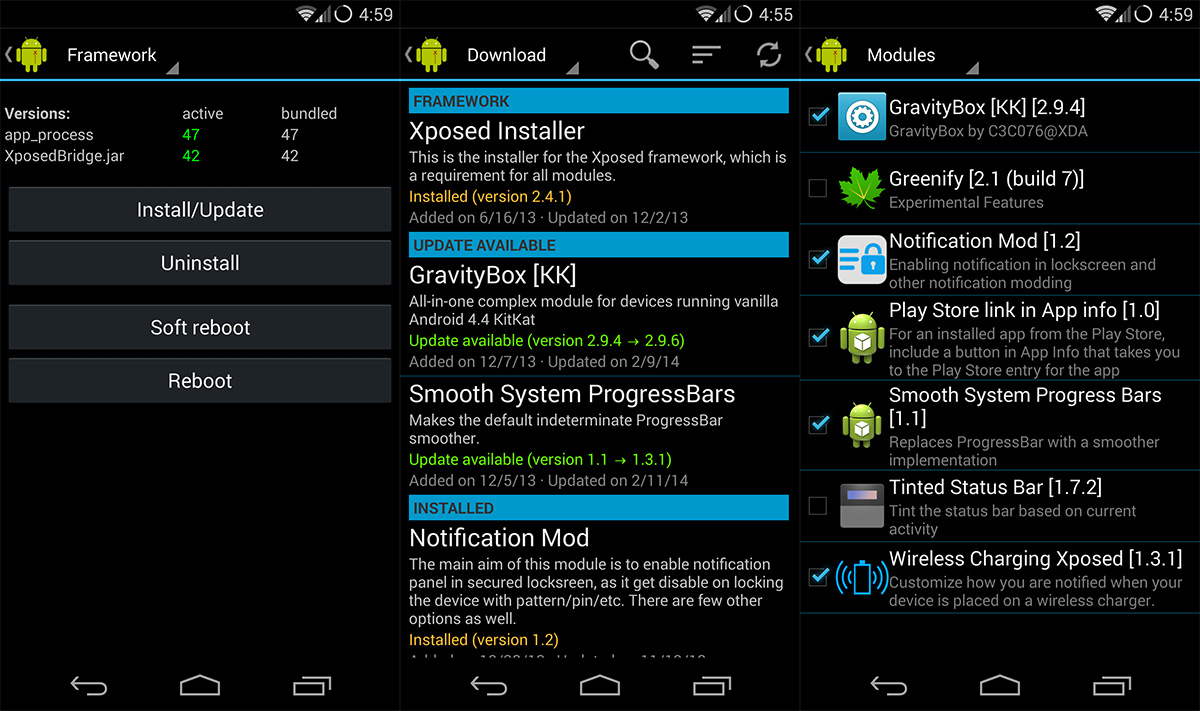 4:59
Framework
Versions: active bundled
app_process 47 47
XposedBridge.jar 42 42
Install/Update
Uninstall
Soft reboot
Reboot
4:55
Download
FRAMEWORK
Xposed Installer
This is the installer for the Xposed framework, which is
a requirement for all modules.
Installed (version 2.4.1)
Added on 6/16/13 · Updated on 12/2/13
UPDATE AVAILABLE
GravityBox [KK]
All-in-one complex module for devices running vanilla
Android 4.4 KitKat
Update available (version 2.9.4 → 2.9.6)
Added on 12/7/13 · Updated on 2/9/14
Smooth System ProgressBars
Makes the default indeterminate ProgressBar
smoother.
Update available (version 1.1 → 1.3.1)
Added on 12/5/13 · Updated on 2/11/14
INSTALLED
Notification Mod
The main aim of this module is to enable notification
panel in secured locksreen, as it get disable on locking
the device with pattern/pin/etc. There are few other
options as well.
Installed (version 1.2)
4:59
Modules
GravityBox [KK] [2.9.4]
GravityBox by C3C076@XDA
Greenify [2.1 (build 7)]
Experimental Features
Notification Mod [1.2]
Enabling notification in lockscreen and
other notification modding
Play Store link in App info [1.0]
For an installed app from the Play Store,
include a button in App Info that takes you
to the Play Store entry for the app
Smooth System Progress Bars
[1.1]
Replaces ProgressBar with a smoother
implementation
Tinted Status Bar [1.7.2]
Tint the status bar based on current
activity
Wireless Charging Xposed [1.3.1]
Customize how you are notified when your
device is placed on a wireless charger.